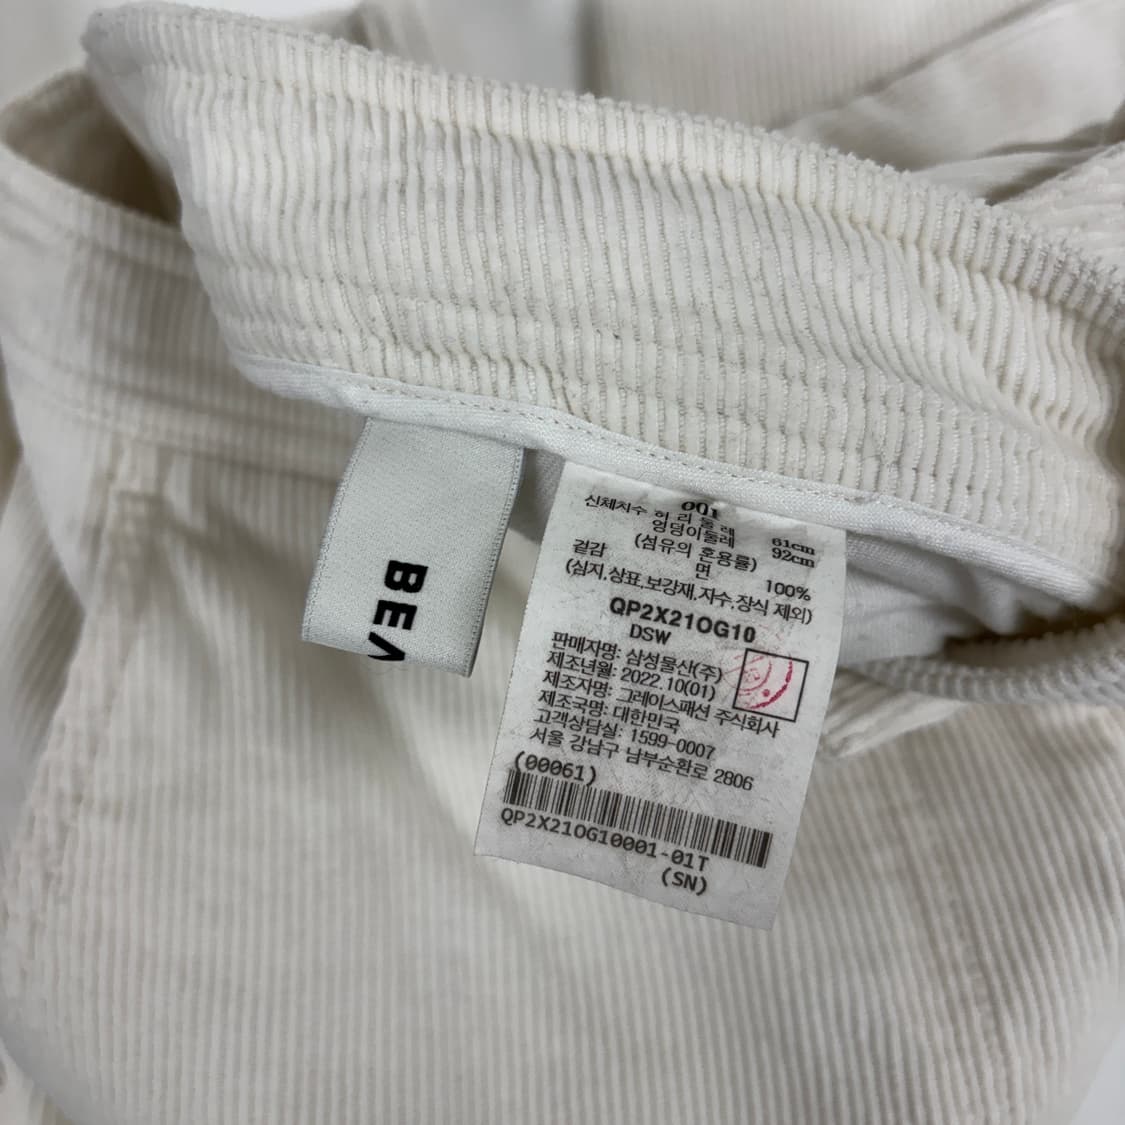 BEA
001
신체치수 허리둘레 61cm
엉덩이둘레 92cm
(섬유의 혼용률)
겉감 면 100%
(심지,상표,보강재,자수,장식 제외)
QP2X21OG10
DSW
판매자명: 삼성물산(주)
제조년월: 2022.10(01)
제조자명: 그레이스패션 주식회사
제조국명: 대한민국
고객상담실: 1599-0007
서울 강남구 남부순환로 2806
(00061)
QP2X21OG10001-01T
(SN)